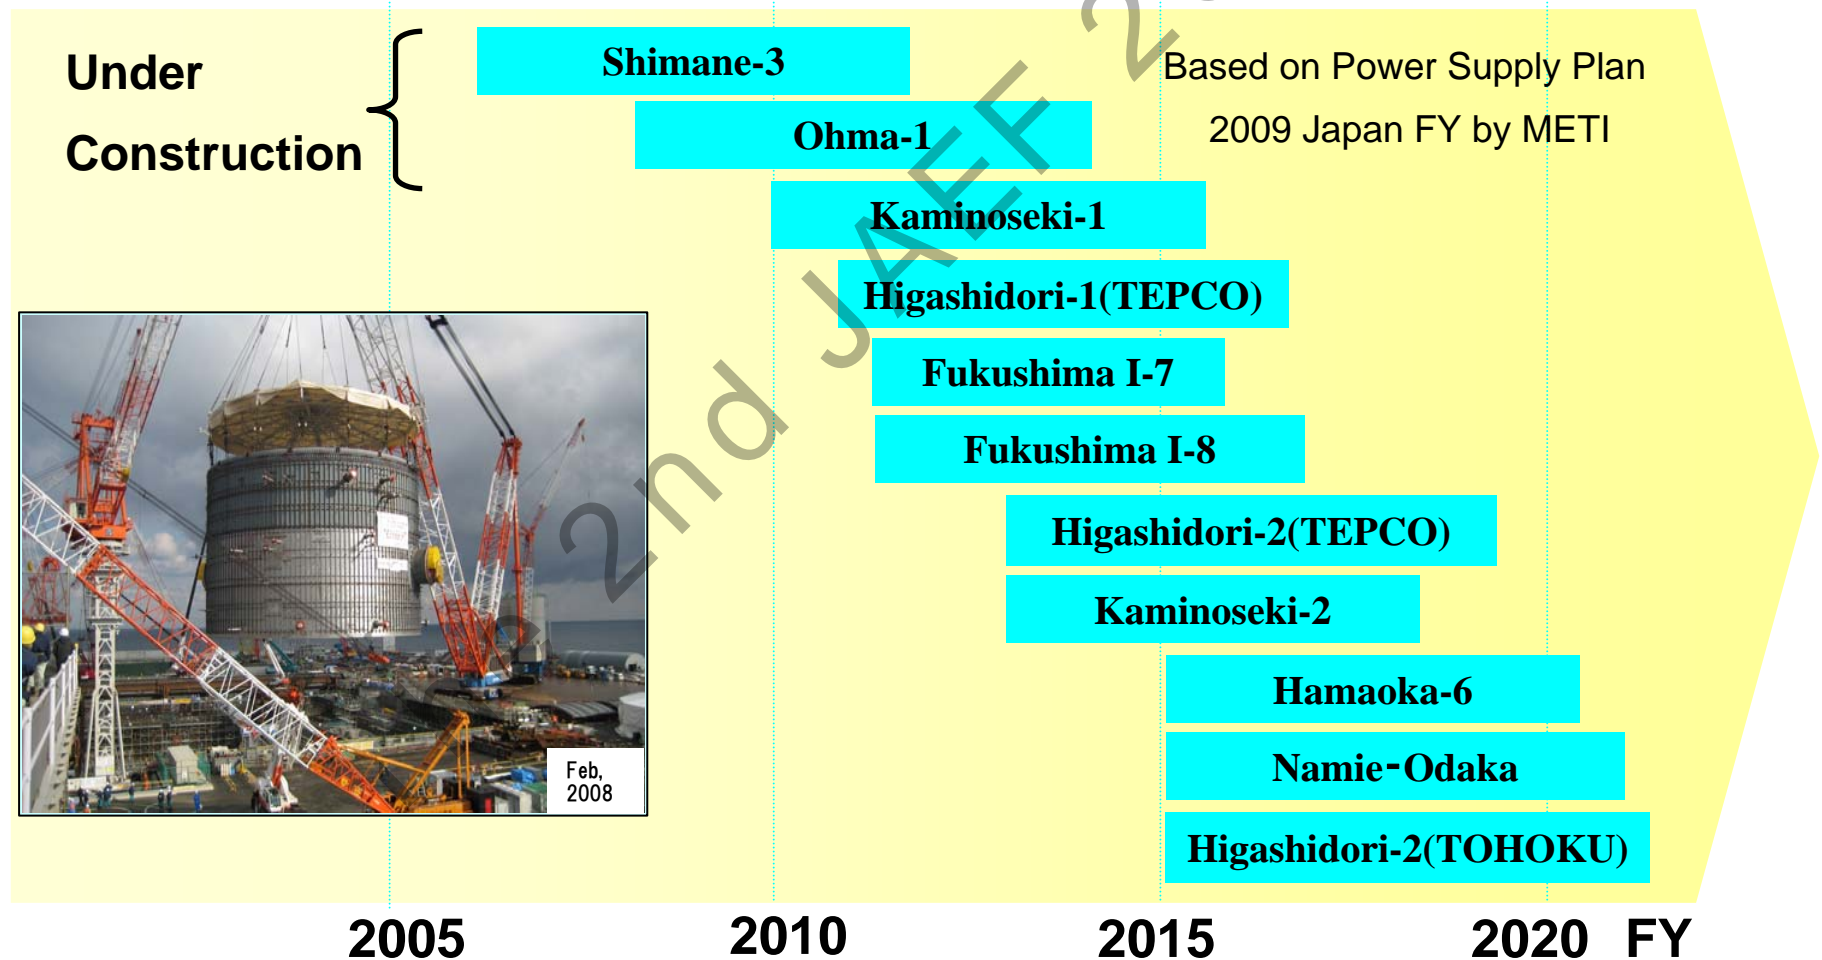 Under
Construction
Shimane-3
Based on Power Supply Plan
2009 Japan FY by METI
Ohma-1
Kaminoseki-1
Higashidori-1(TEPCO)
Fukushima I-7
Fukushima I-8
Higashidori-2(TEPCO)
Kaminoseki-2
Hamaoka-6
Namie-Odaka
Higashidori-2(TOHOKU)
Feb,
2008
2005 2010 2015 2020 FY
2nd JAEF 2